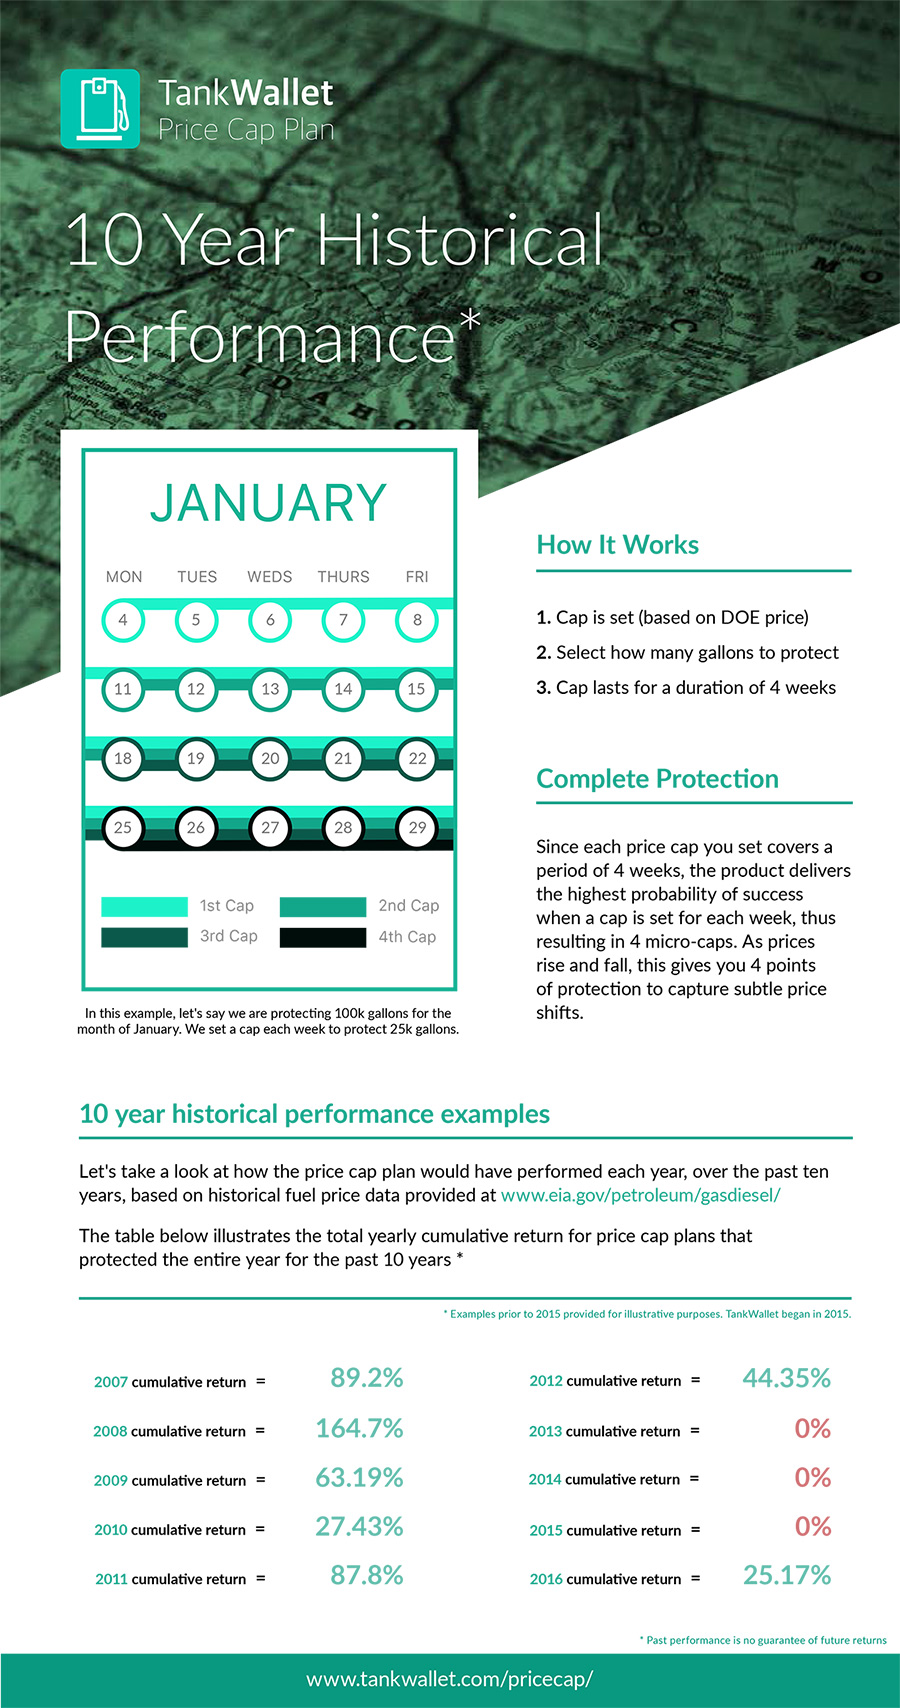 TankWallet
Price Cap Plan
10 Year Historical
Performance*
JANUARY
MON TUES WEDS THURS FRI
4 5 6 7 8
11 12 13 14 15
18 19 20 21 22
25 26 27 28 29
1st Cap 2nd Cap
3rd Cap 4th Cap
In this example, let's say we are protecting 100k gallons for the
month of January. We set a cap each week to protect 25k gallons.
How It Works
1. Cap is set (based on DOE price)
2. Select how many gallons to protect
3. Cap lasts for a duration of 4 weeks
Complete Protection
Since each price cap you set covers a
period of 4 weeks, the product delivers
the highest probability of success
when a cap is set for each week, thus
resulting in 4 micro-caps. As prices
rise and fall, this gives you 4 points
of protection to capture subtle price
shifts.
10 year historical performance examples
Let's take a look at how the price cap plan would have performed each year, over the past ten
years, based on historical fuel price data provided at www.eia.gov/petroleum/gasdiesel/
The table below illustrates the total yearly cumulative return for price cap plans that
protected the entire year for the past 10 years *
* Examples prior to 2015 provided for illustrative purposes. TankWallet began in 2015.
2007 cumulative return = 89.2%
2008 cumulative return = 164.7%
2009 cumulative return = 63.19%
2010 cumulative return = 27.43%
2011 cumulative return = 87.8%
2012 cumulative return = 44.35%
2013 cumulative return = 0%
2014 cumulative return = 0%
2015 cumulative return = 0%
2016 cumulative return = 25.17%
* Past performance is no guarantee of future returns
www.tankwallet.com/pricecap/
IDAHO
Boise
Nampa